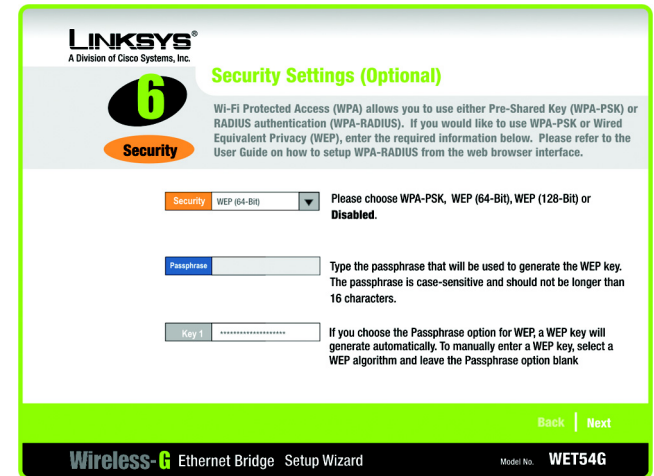 LINKSYS®
A Division of Cisco Systems, Inc.
6
Security
Security Settings (Optional)
Wi-Fi Protected Access (WPA) allows you to use either Pre-Shared Key (WPA-PSK) or
RADIUS authentication (WPA-RADIUS). If you would like to use WPA-PSK or Wired
Equivalent Privacy (WEP), enter the required information below. Please refer to the
User Guide on how to setup WPA-RADIUS from the web browser interface.
Security WEP (64-Bit)
Please choose WPA-PSK, WEP (64-Bit), WEP (128-Bit) or
Disabled.
Passphrase
Type the passphrase that will be used to generate the WEP key.
The passphrase is case-sensitive and should not be longer than
16 characters.
Key 1 ********************
If you choose the Passphrase option for WEP, a WEP key will
generate automatically. To manually enter a WEP key, select a
WEP algorithm and leave the Passphrase option blank
Back | Next
Wireless-G Ethernet Bridge Setup Wizard
Model No. WET54G